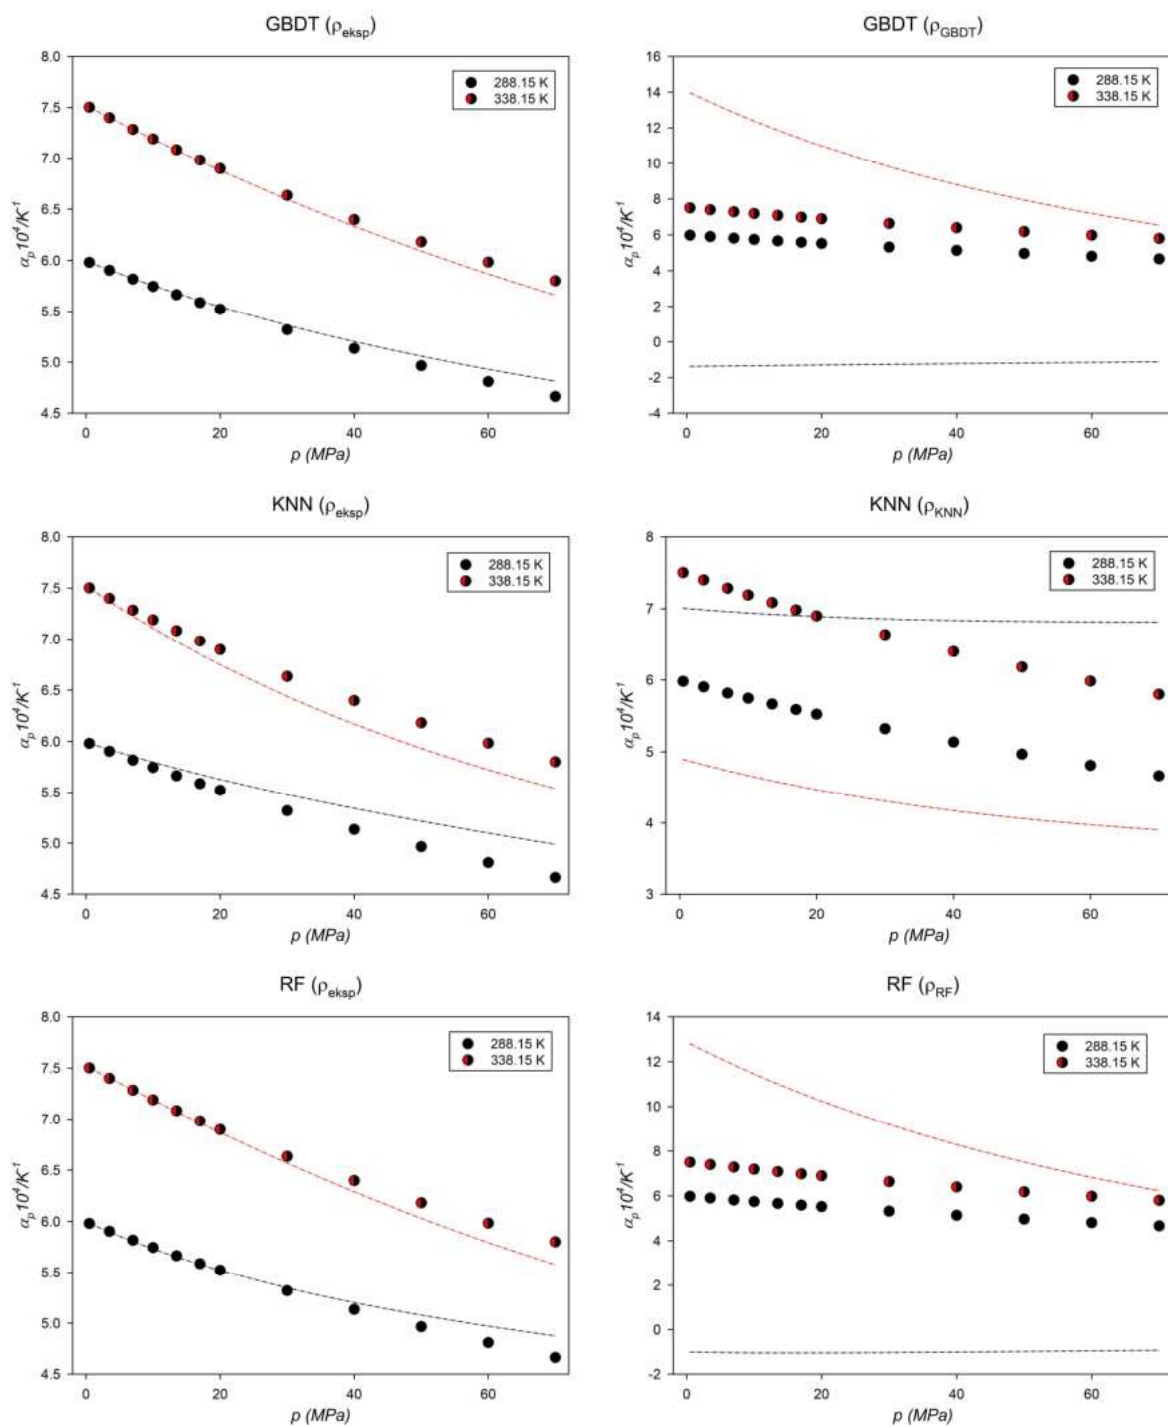 GBDT (ρeksp)
8.0
7.5
7.0
6.5
6.0
5.5
5.0
4.5
αp10⁴/K⁻¹
288.15 K
338.15 K
0 20 40 60
p (MPa)
GBDT (ρGBDT)
16
14
12
10
8
6
4
2
0
-2
-4
αp10⁴/K⁻¹
288.15 K
338.15 K
0 20 40 60
p (MPa)
KNN (ρeksp)
8.0
7.5
7.0
6.5
6.0
5.5
5.0
4.5
αp10⁴/K⁻¹
288.15 K
338.15 K
0 20 40 60
p (MPa)
KNN (ρKNN)
8
7
6
5
4
3
αp10⁴/K⁻¹
288.15 K
338.15 K
0 20 40 60
p (MPa)
RF (ρeksp)
8.0
7.5
7.0
6.5
6.0
5.5
5.0
4.5
αp10⁴/K⁻¹
288.15 K
338.15 K
0 20 40 60
p (MPa)
RF (ρRF)
14
12
10
8
6
4
2
0
-2
αp10⁴/K⁻¹
288.15 K
338.15 K
0 20 40 60
p (MPa)